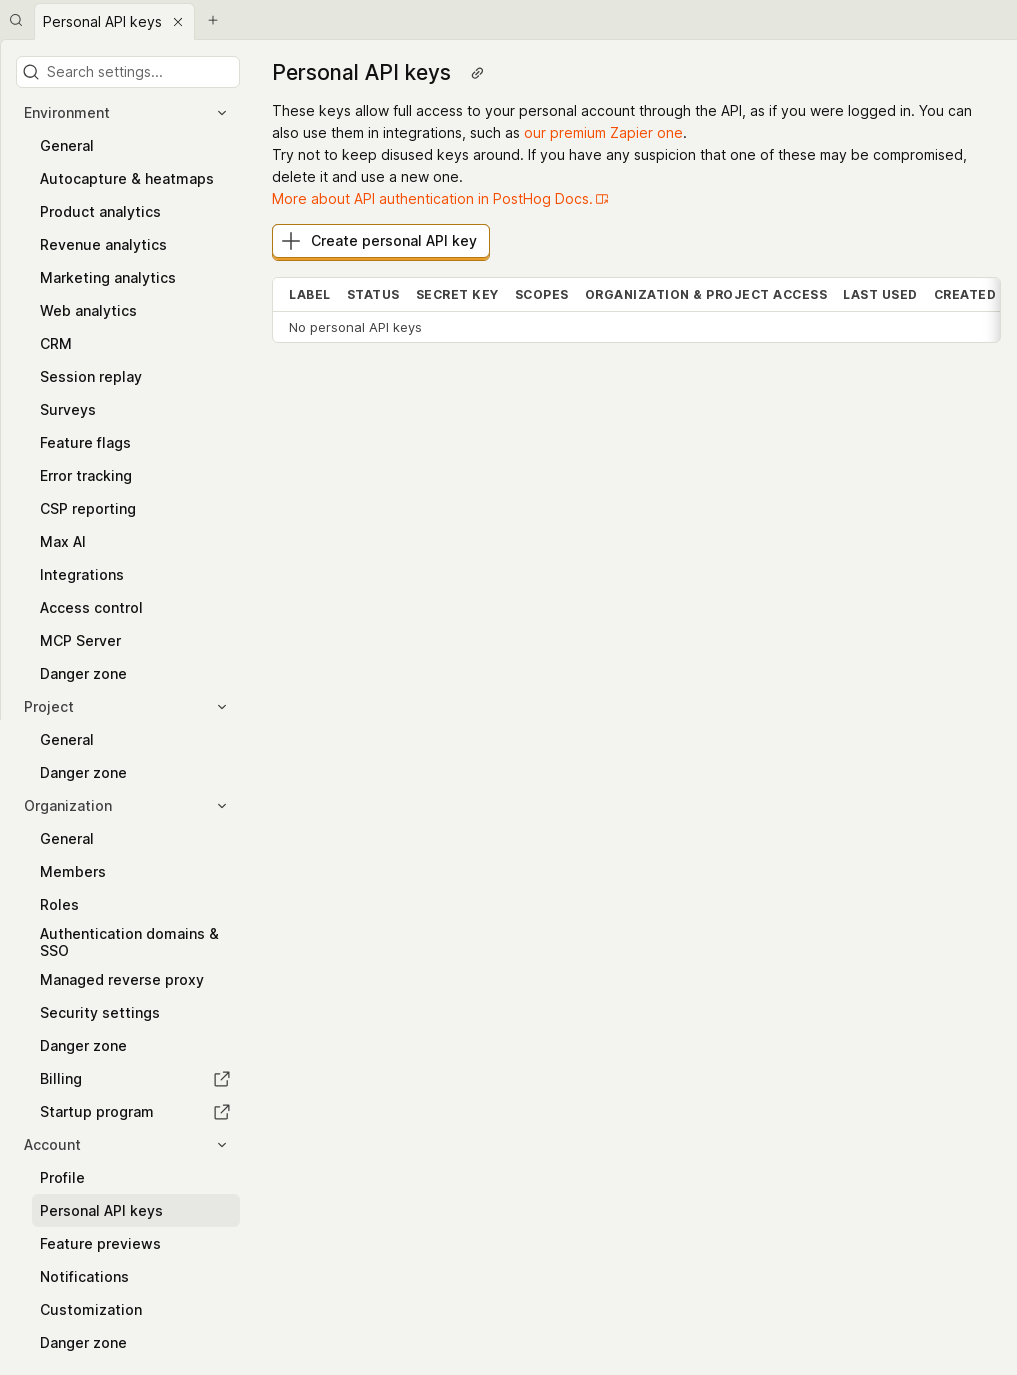 Personal API keys
Search settings...
Environment
General
Autocapture & heatmaps
Product analytics
Revenue analytics
Marketing analytics
Web analytics
CRM
Session replay
Surveys
Feature flags
Error tracking
CSP reporting
Max AI
Integrations
Access control
MCP Server
Danger zone
Project
General
Danger zone
Organization
General
Members
Roles
Authentication domains &
SSO
Managed reverse proxy
Security settings
Danger zone
Billing
Startup program
Account
Profile
Personal API keys
Feature previews
Notifications
Customization
Danger zone
Personal API keys
These keys allow full access to your personal account through the API, as if you were logged in. You can
also use them in integrations, such as our premium Zapier one.
Try not to keep disused keys around. If you have any suspicion that one of these may be compromised,
delete it and use a new one.
More about API authentication in PostHog Docs.
Create personal API key
LABEL STATUS SECRET KEY SCOPES ORGANIZATION & PROJECT ACCESS LAST USED CREATED
No personal API keys